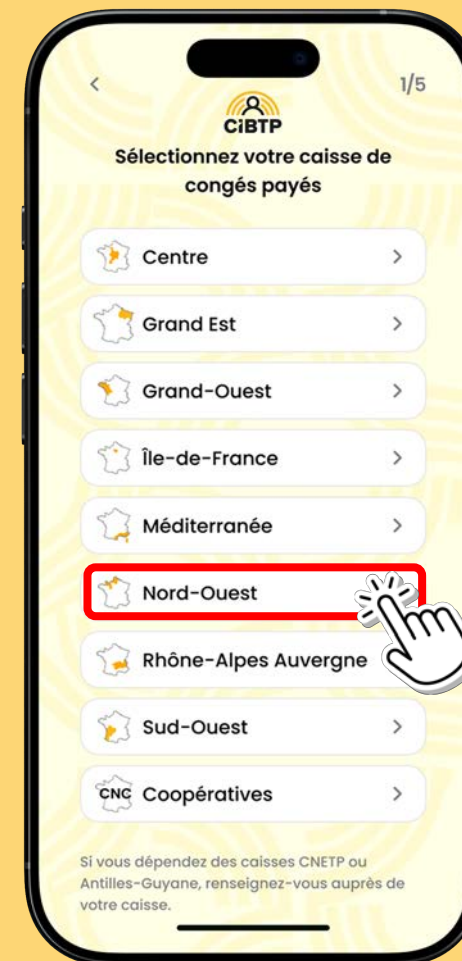 1/5
CiBTP
Sélectionnez votre caisse de
congés payés
Centre
Grand Est
Grand-Ouest
Île-de-France
Méditerranée
Nord-Ouest
Rhône-Alpes Auvergne
Sud-Ouest
CNC Coopératives
Si vous dépendez des caisses CNETP ou
Antilles-Guyane, renseignez-vous auprès de
votre caisse.